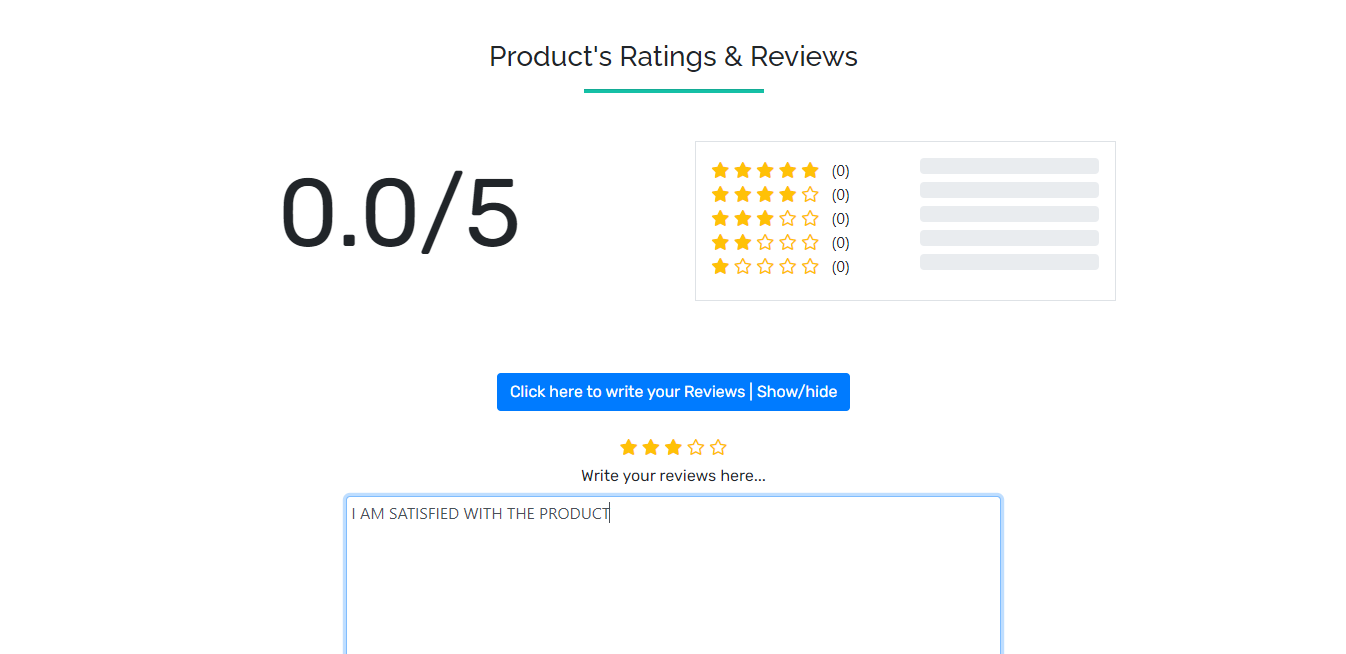 Product's Ratings & Reviews
0.0/5
(0)
(0)
(0)
(0)
(0)
Click here to write your Reviews | Show/hide
Write your reviews here...
I AM SATISFIED WITH THE PRODUCT